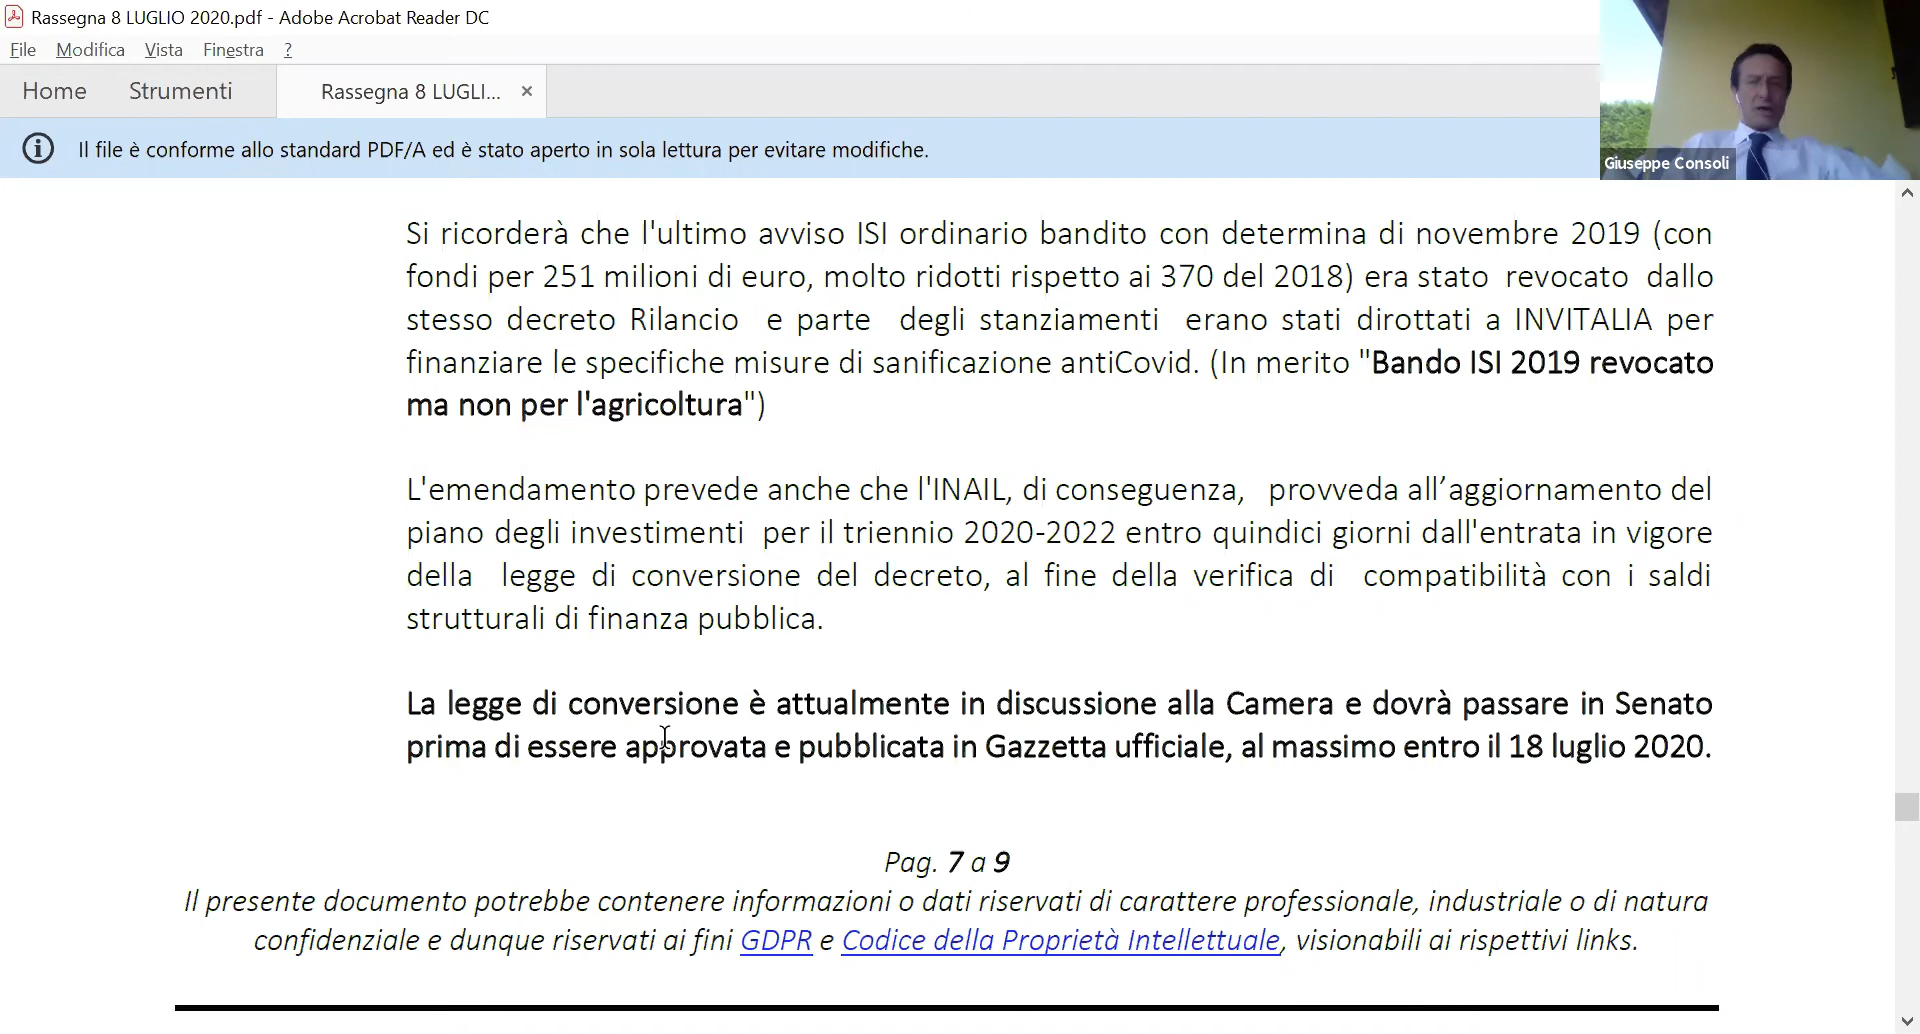 Rassegna 8 LUGLIO 2020.pdf - Adobe Acrobat Reader DC
File Modifica Vista Finestra ?
Home Strumenti Rassegna 8 LUGLI... ×
Il file è conforme allo standard PDF/A ed è stato aperto in sola lettura per evitare modifiche.
Giuseppe Consoli
Si ricorderà che l'ultimo avviso ISI ordinario bandito con determina di novembre 2019 (con
fondi per 251 milioni di euro, molto ridotti rispetto ai 370 del 2018) era stato revocato dallo
stesso decreto Rilancio e parte degli stanziamenti erano stati dirottati a INVITALIA per
finanziare le specifiche misure di sanificazione antiCovid. (In merito "Bando ISI 2019 revocato
ma non per l'agricoltura")
L'emendamento prevede anche che l'INAIL, di conseguenza, provveda all’aggiornamento del
piano degli investimenti per il triennio 2020-2022 entro quindici giorni dall'entrata in vigore
della legge di conversione del decreto, al fine della verifica di compatibilità con i saldi
strutturali di finanza pubblica.
La legge di conversione è attualmente in discussione alla Camera e dovrà passare in Senato
prima di essere approvata e pubblicata in Gazzetta ufficiale, al massimo entro il 18 luglio 2020.
Pag. 7 a 9
Il presente documento potrebbe contenere informazioni o dati riservati di carattere professionale, industriale o di natura
confidenziale e dunque riservati ai fini GDPR e Codice della Proprietà Intellettuale, visionabili ai rispettivi links.